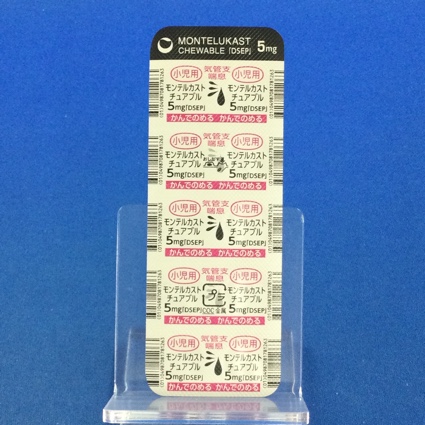 MONTELUKAST
CHEWABLE [DSEP] 5mg
小児用 気管支喘息 小児用
モンテルカスト モンテルカスト
チュアブル チュアブル
5mg[DSEP] 5mg[DSEP]
かんでのめる かんでのめる
小児用 気管支喘息 小児用
モンテルカスト モンテルカスト
チュアブル チュアブル
5mg[DSEP] 5mg[DSEP]
かんでのめる かんでのめる
小児用 気管支喘息 小児用
モンテルカスト モンテルカスト
チュアブル チュアブル
5mg[DSEP] 5mg[DSEP]
かんでのめる かんでのめる
小児用 気管支喘息 小児用
モンテルカスト プラ モンテルカスト
チュアブル COC 金属 チュアブル
5mg[DSEP] 5mg[DSEP]
かんでのめる かんでのめる
小児用 気管支喘息 小児用
モンテルカスト モンテルカスト
チュアブル チュアブル
5mg[DSEP] 5mg[DSEP]
かんでのめる かんでのめる